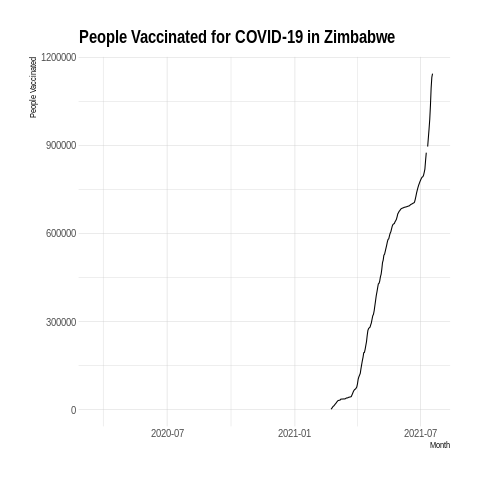 People Vaccinated for COVID-19 in Zimbabwe
People Vaccinated
1200000
900000
600000
300000
0
2020-07 2021-01 2021-07
Month